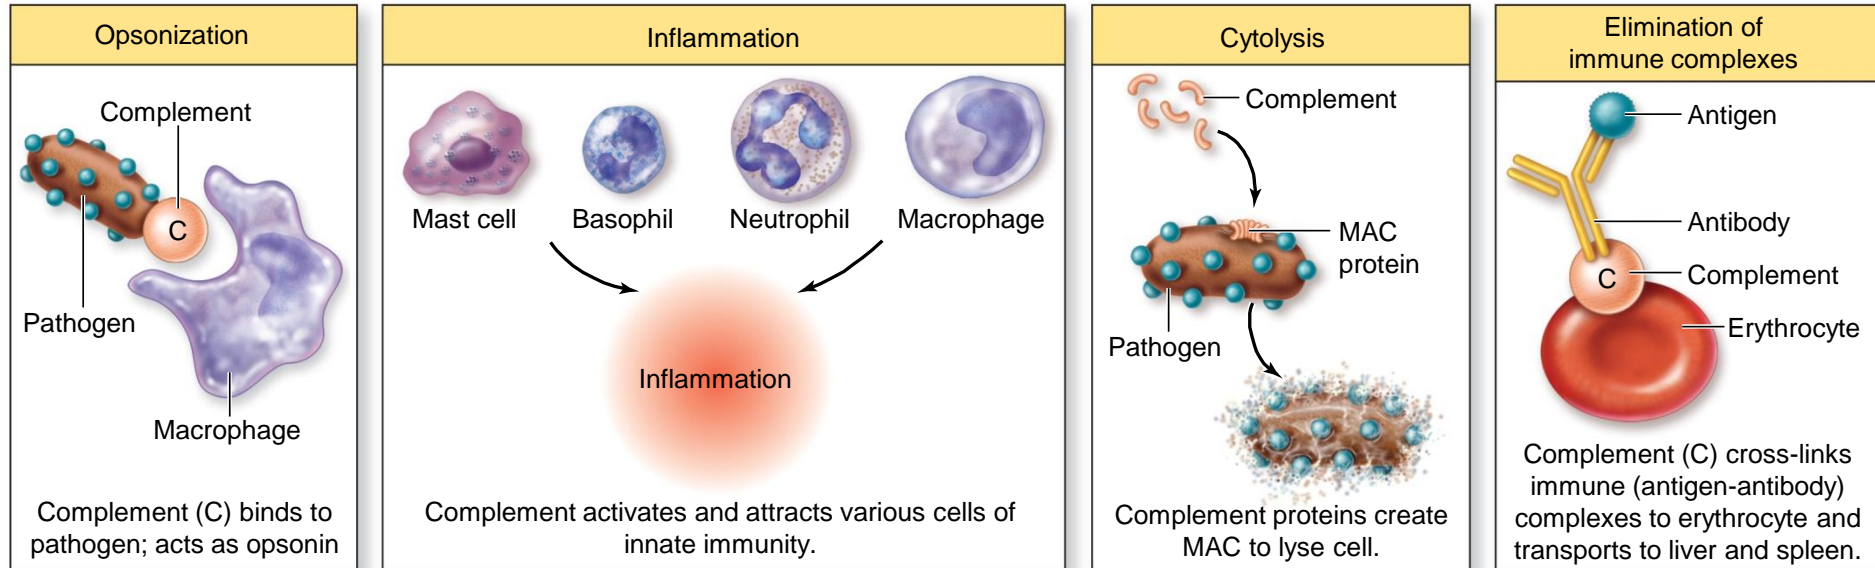 Opsonization
Complement
C
Pathogen
Macrophage
Complement (C) binds to
pathogen; acts as opsonin
Inflammation
Mast cell
Basophil
Neutrophil
Macrophage
Inflammation
Complement activates and attracts various cells of
innate immunity.
Cytolysis
Complement
MAC
protein
Pathogen
Complement proteins create
MAC to lyse cell.
Elimination of
immune complexes
Antigen
Antibody
Complement
C
Erythrocyte
Complement (C) cross-links
immune (antigen-antibody)
complexes to erythrocyte and
transports to liver and spleen.